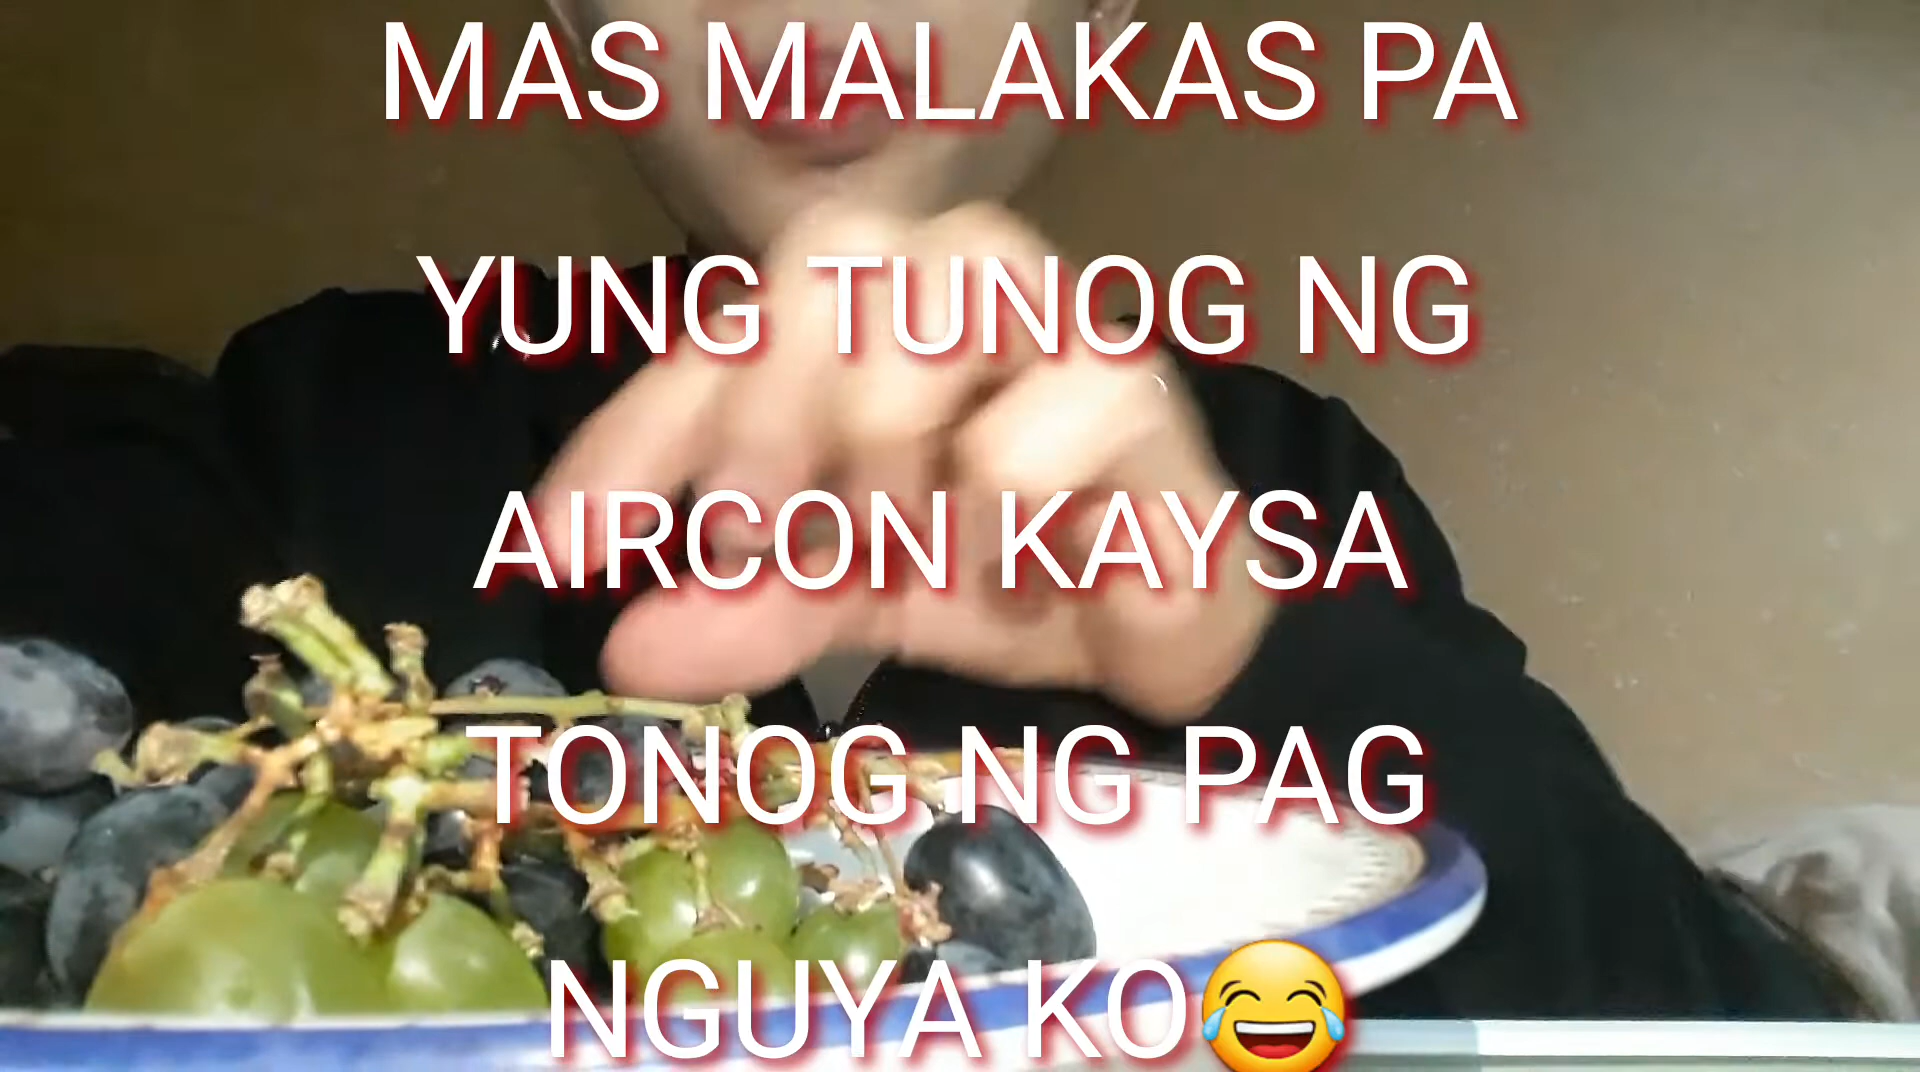 MAS MALAKAS PA
YUNG TUNOG NG
AIRCON KAYSA
TONOG NG PAG
NGUYA KO😂